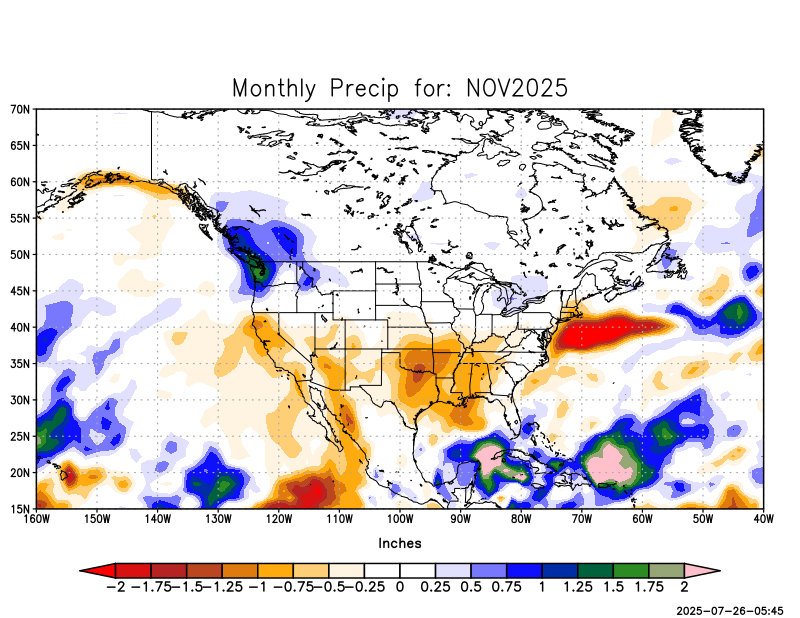 Monthly Precip for: NOV2025
70N
65N
60N
55N
50N
45N
40N
35N
30N
25N
20N
15N
160W 150W 140W 130W 120W 110W 100W 90W 80W 70W 60W 50W 40W
Inches
−2 −1.75−1.5−1.25 −1 −0.75−0.5−0.25 0 0.25 0.5 0.75 1 1.25 1.5 1.75 2
2025-07-26-05:45